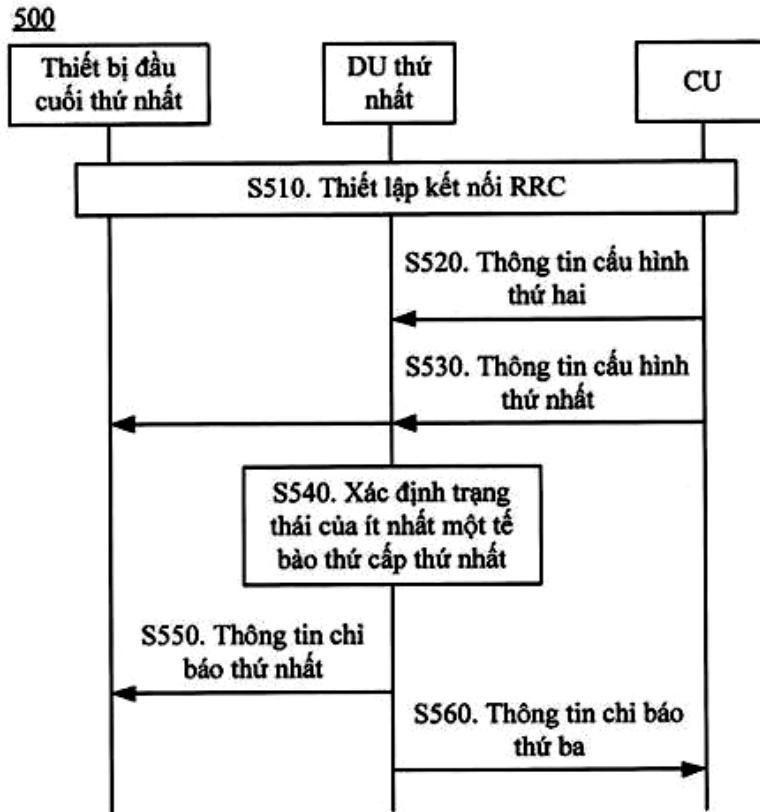 500
Thiết bị đầu
cuối thứ nhất
DU thứ
nhất
CU
S510. Thiết lập kết nối RRC
S520. Thông tin cấu hình
thứ hai
S530. Thông tin cấu hình
thứ nhất
S540. Xác định trạng
thái của ít nhất một tế
bào thứ cấp thứ nhất
S550. Thông tin chỉ
báo thứ nhất
S560. Thông tin chỉ báo
thứ ba